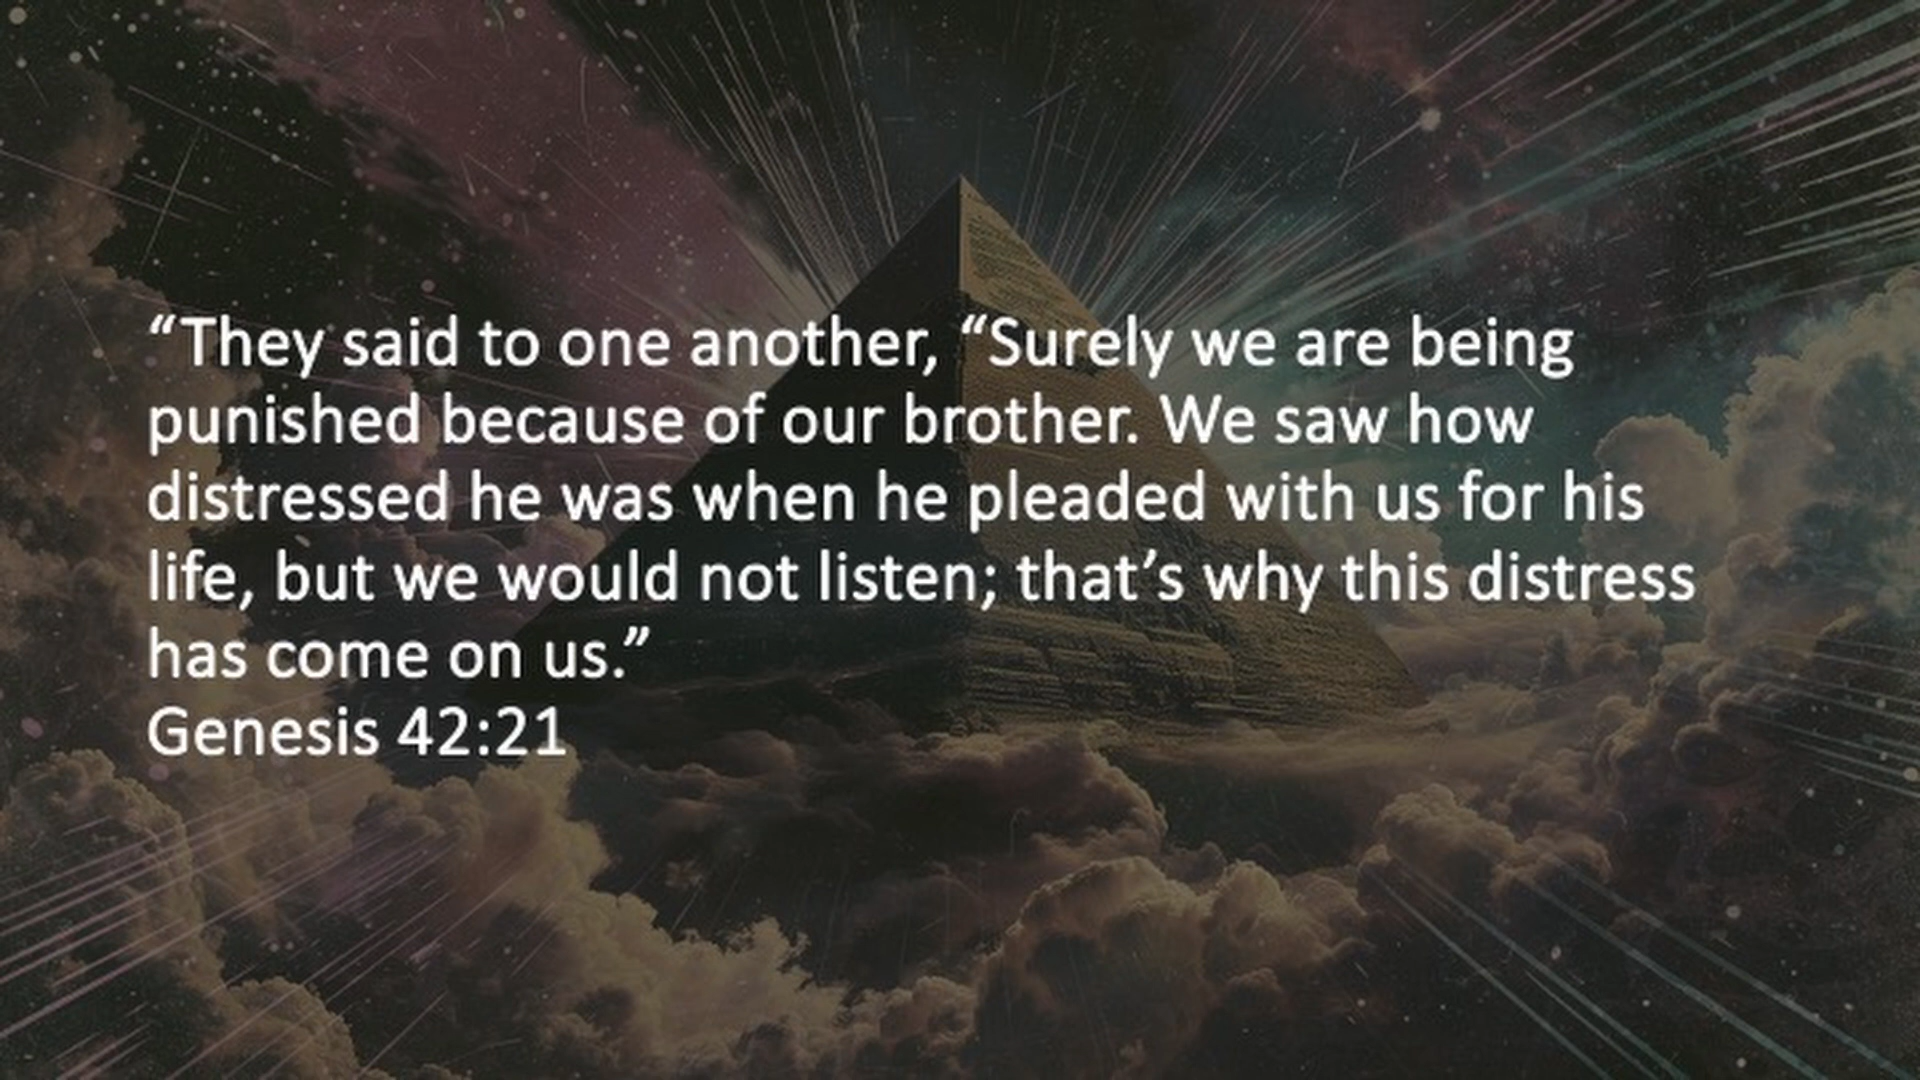 “They said to one another, “Surely we are being
punished because of our brother. We saw how
distressed he was when he pleaded with us for his
life, but we would not listen; that’s why this distress
has come on us.”
Genesis 42:21